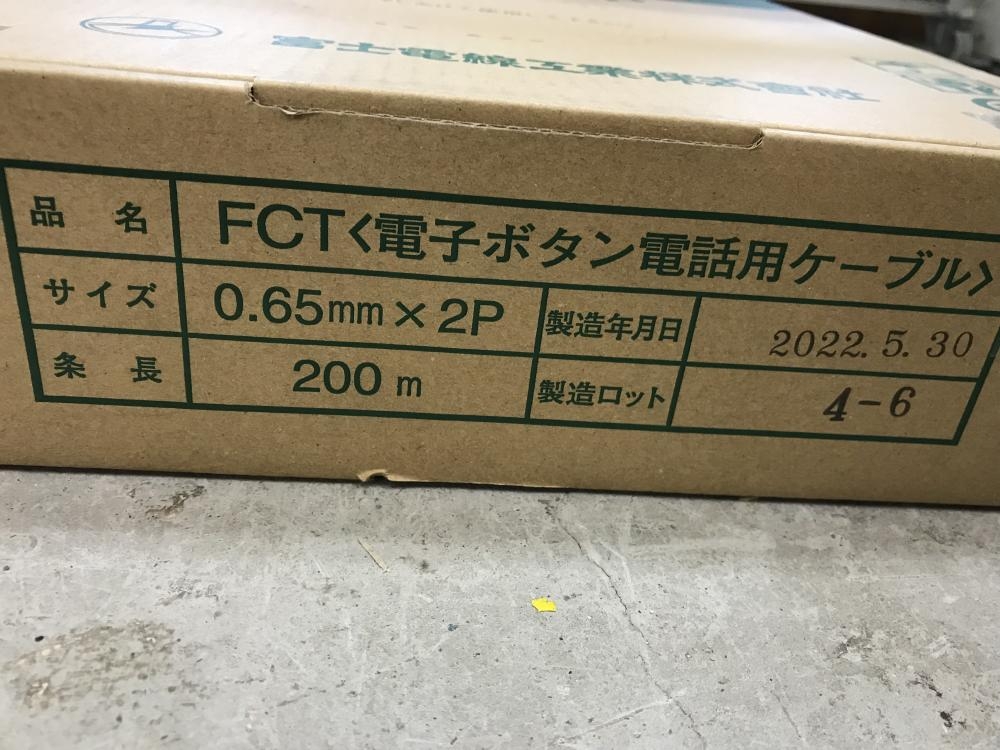 富士電線工業株式会社
品名 FCT〈電子ボタン電話用ケーブル〉
サイズ 0.65mm×2P 製造年月日 2022.5.30
条長 200m 製造ロット 4-6